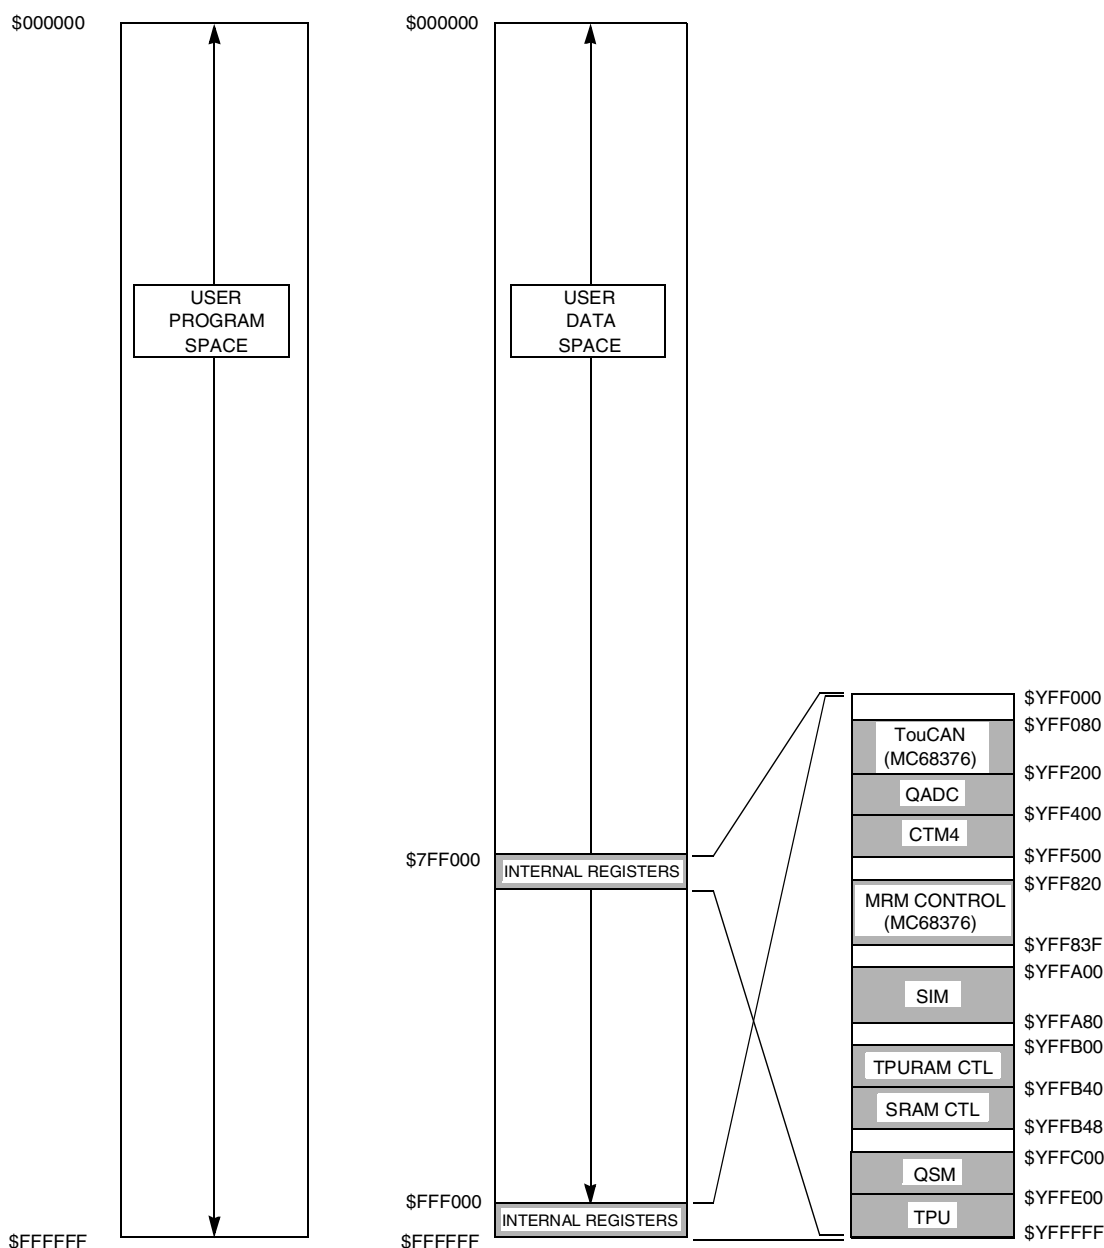 $000000
$000000
USER
PROGRAM
SPACE
USER
DATA
SPACE
$YFF000
$YFF080
TouCAN
(MC68376)
$YFF200
QADC
$YFF400
CTM4
$7FF000
$YFF500
INTERNAL REGISTERS
$YFF820
MRM CONTROL
(MC68376)
$YFF83F
$YFFA00
SIM
$YFFA80
$YFFB00
TPURAM CTL
$YFFB40
SRAM CTL
$YFFB48
$YFFC00
QSM
$YFFE00
$FFF000
TPU
INTERNAL REGISTERS
$YFFFFF
$FFFFFF
$FFFFFF